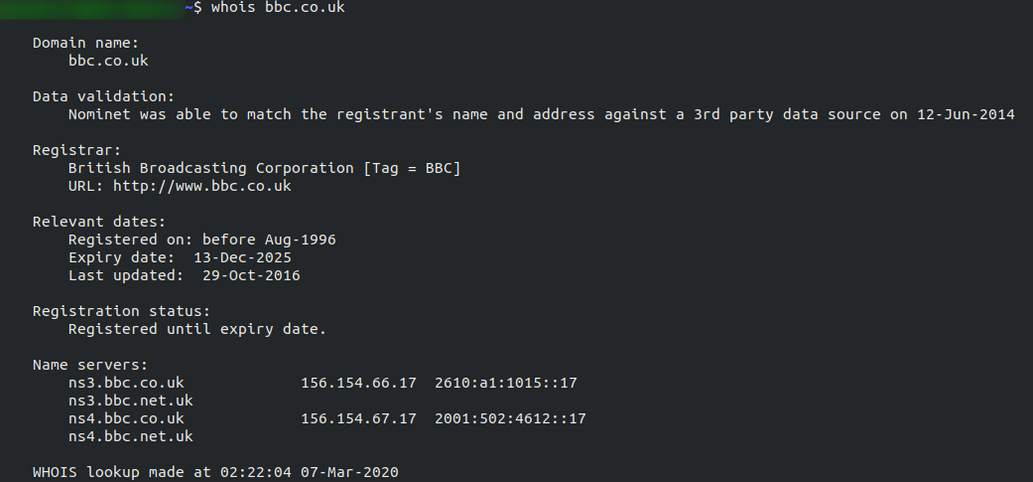 ~$ whois bbc.co.uk
Domain name:
bbc.co.uk
Data validation:
Nominet was able to match the registrant's name and address against a 3rd party data source on 12-Jun-2014
Registrar:
British Broadcasting Corporation [Tag = BBC]
URL: http://www.bbc.co.uk
Relevant dates:
Registered on: before Aug-1996
Expiry date:  13-Dec-2025
Last updated:  29-Oct-2016
Registration status:
Registered until expiry date.
Name servers:
ns3.bbc.co.uk             156.154.66.17  2610:a1:1015::17
ns3.bbc.net.uk
ns4.bbc.co.uk             156.154.67.17  2001:502:4612::17
ns4.bbc.net.uk
WHOIS lookup made at 02:22:04 07-Mar-2020